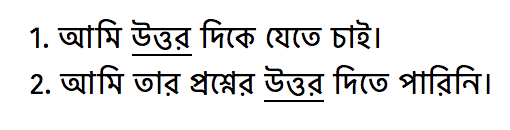 1. আমি উত্তর দিকে যেতে চাই।
2. আমি তার প্রশ্নের উত্তর দিতে পারিনি।